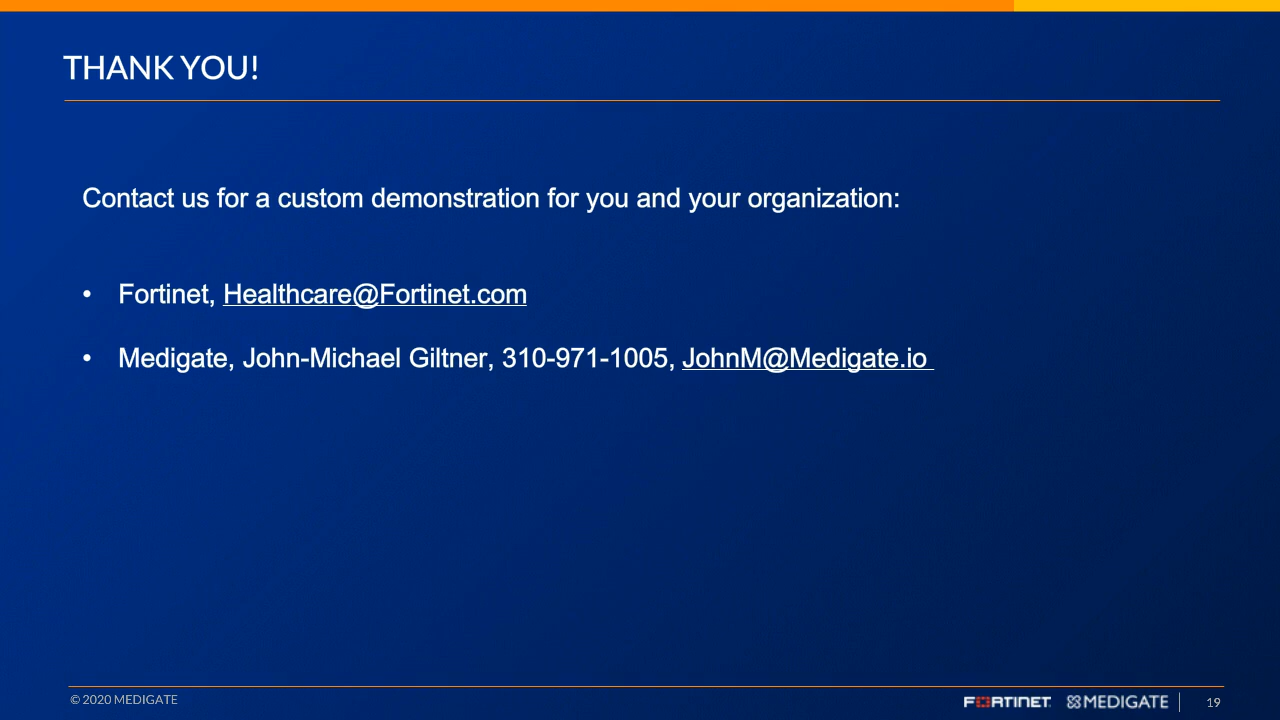 THANK YOU!
Contact us for a custom demonstration for you and your organization:
• Fortinet, Healthcare@Fortinet.com
• Medigate, John-Michael Giltner, 310-971-1005, JohnM@Medigate.io
© 2020 MEDIGATE
FORTINET. MEDIGATE 19